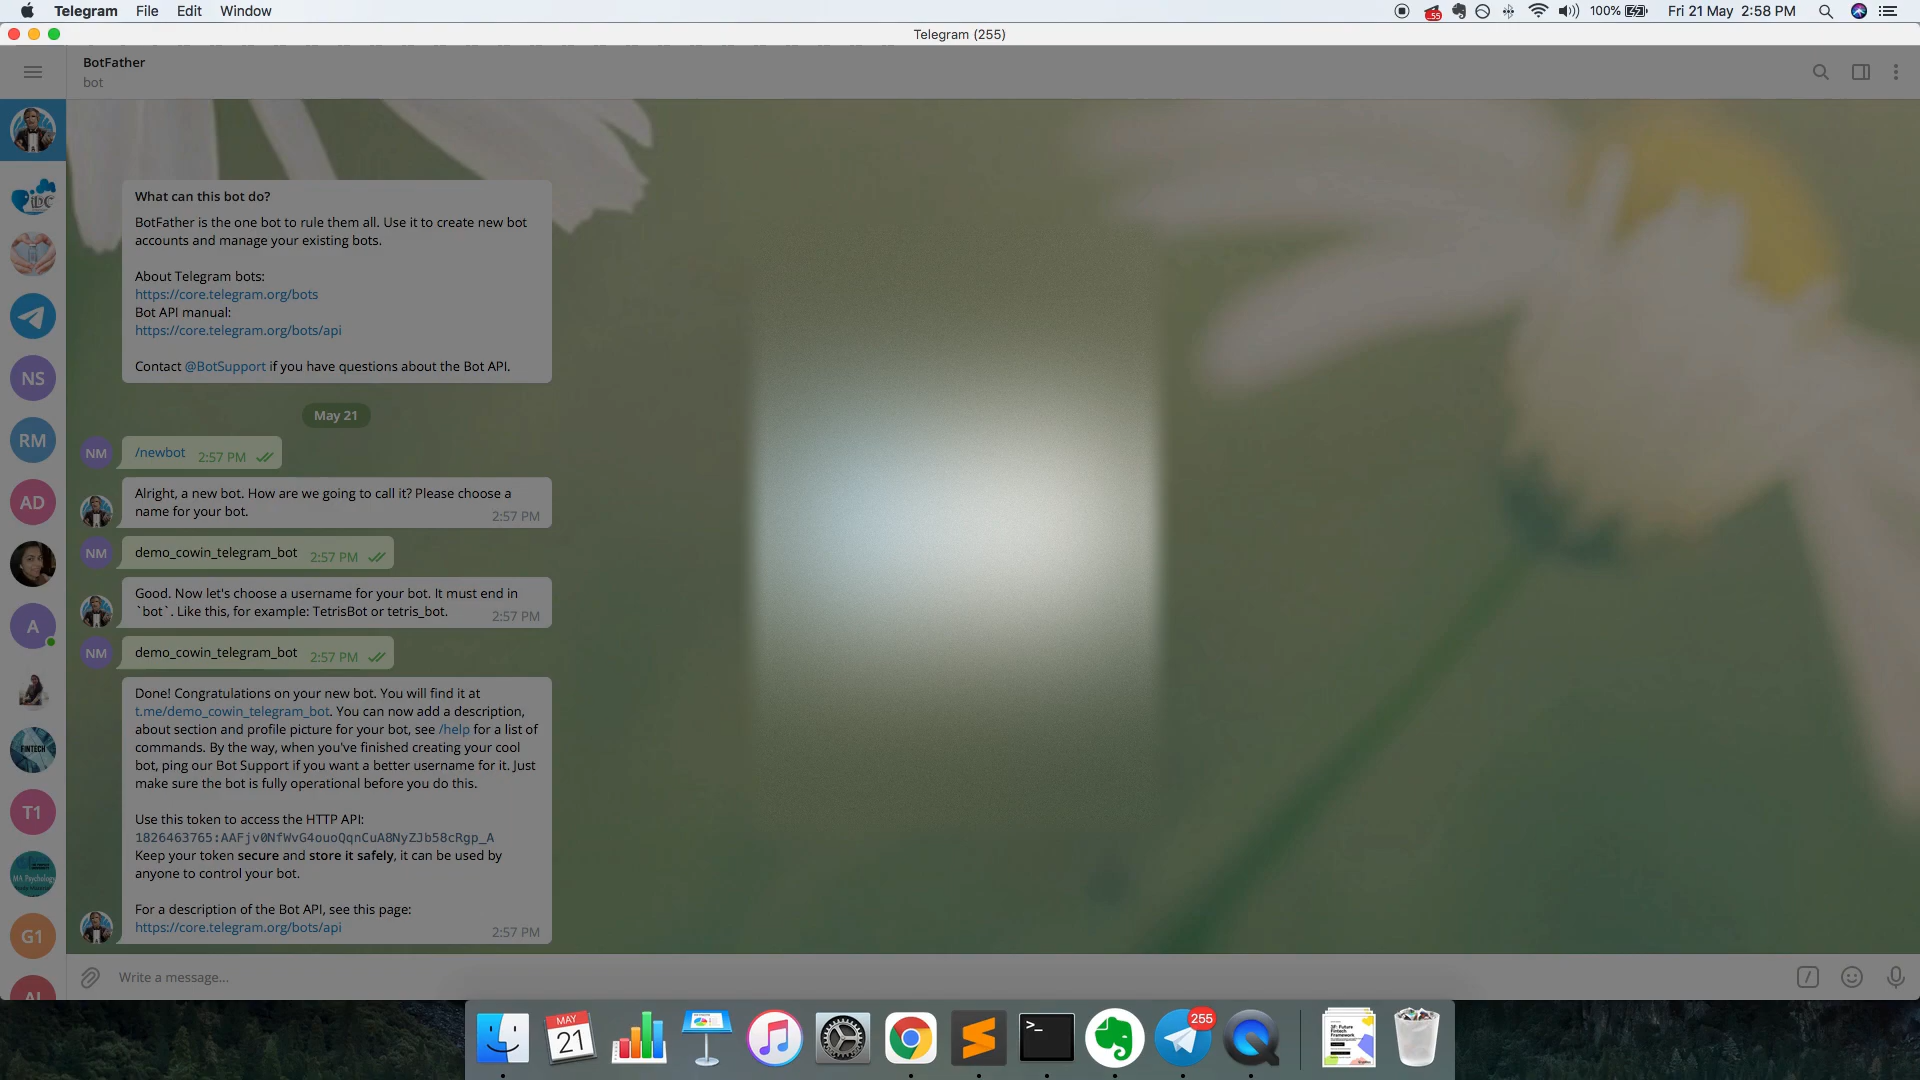 Telegram File Edit Window
55
100% Fri 21 May 2:58 PM
Telegram (255)
BotFather
bot
What can this bot do?
BotFather is the one bot to rule them all. Use it to create new bot
accounts and manage your existing bots.
About Telegram bots:
https://core.telegram.org/bots
Bot API manual:
https://core.telegram.org/bots/api
Contact @BotSupport if you have questions about the Bot API.
May 21
NM
/newbot 2:57 PM
Alright, a new bot. How are we going to call it? Please choose a
name for your bot. 2:57 PM
NM
demo_cowin_telegram_bot 2:57 PM
Good. Now let's choose a username for your bot. It must end in
`bot`. Like this, for example: TetrisBot or tetris_bot. 2:57 PM
NM
demo_cowin_telegram_bot 2:57 PM
Done! Congratulations on your new bot. You will find it at
t.me/demo_cowin_telegram_bot. You can now add a description,
about section and profile picture for your bot, see /help for a list of
commands. By the way, when you've finished creating your cool
bot, ping our Bot Support if you want a better username for it. Just
make sure the bot is fully operational before you do this.
Use this token to access the HTTP API:
1826463765:AAFjv0NfWvG4ouoQqnCuA8NyZJb58cRgp_A
Keep your token secure and store it safely, it can be used by
anyone to control your bot.
For a description of the Bot API, see this page:
https://core.telegram.org/bots/api 2:57 PM
Write a message...
iDC
NS
RM
AD
A
FINTECH
T1
MA Psychology
G1
AL
MAY
21
>_
255
Future
Fintech
Framework